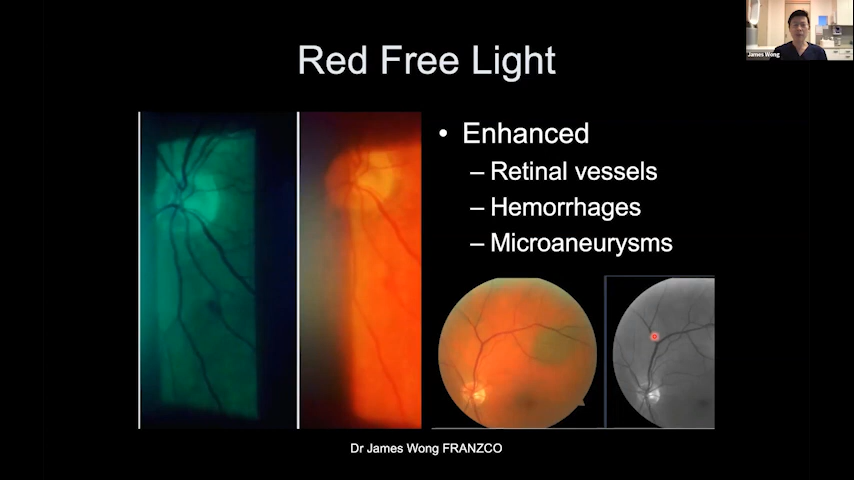 Red Free Light
James Wong
• Enhanced
– Retinal vessels
– Hemorrhages
– Microaneurysms
Dr James Wong FRANZCO